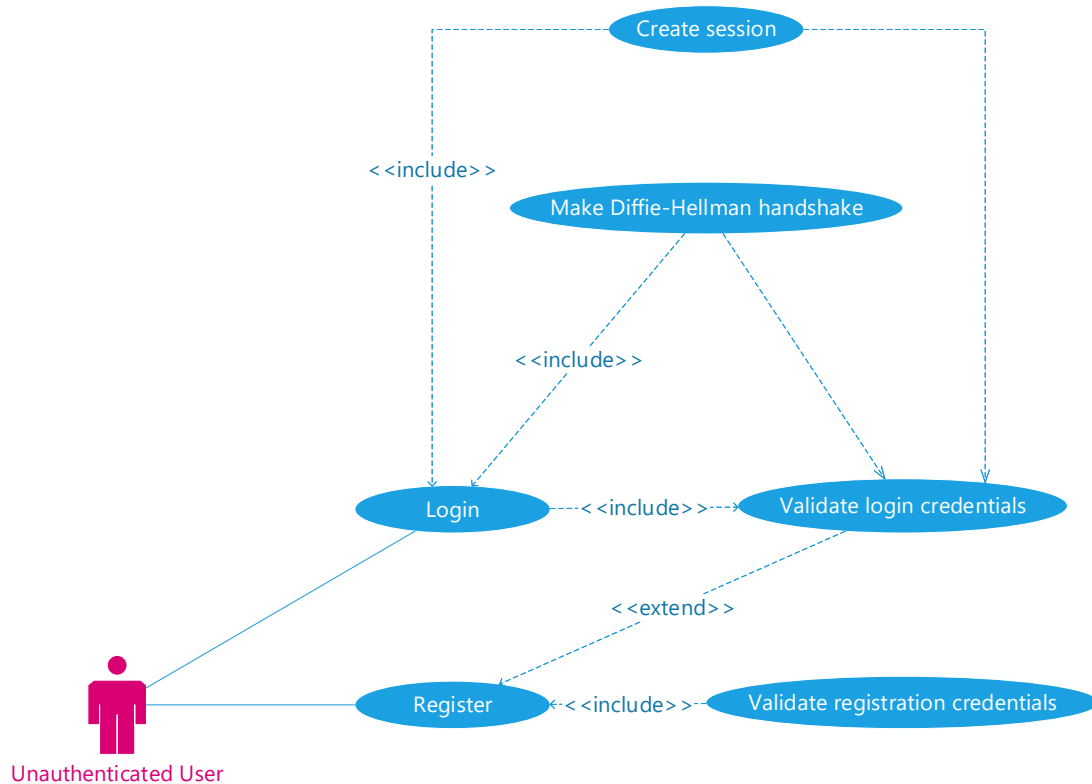 Create session
<<include>>
Make Diffie-Hellman handshake
<<include>>
Login
<<include>>
Validate login credentials
<<extend>>
Register
<<include>>
Validate registration credentials
Unauthenticated User